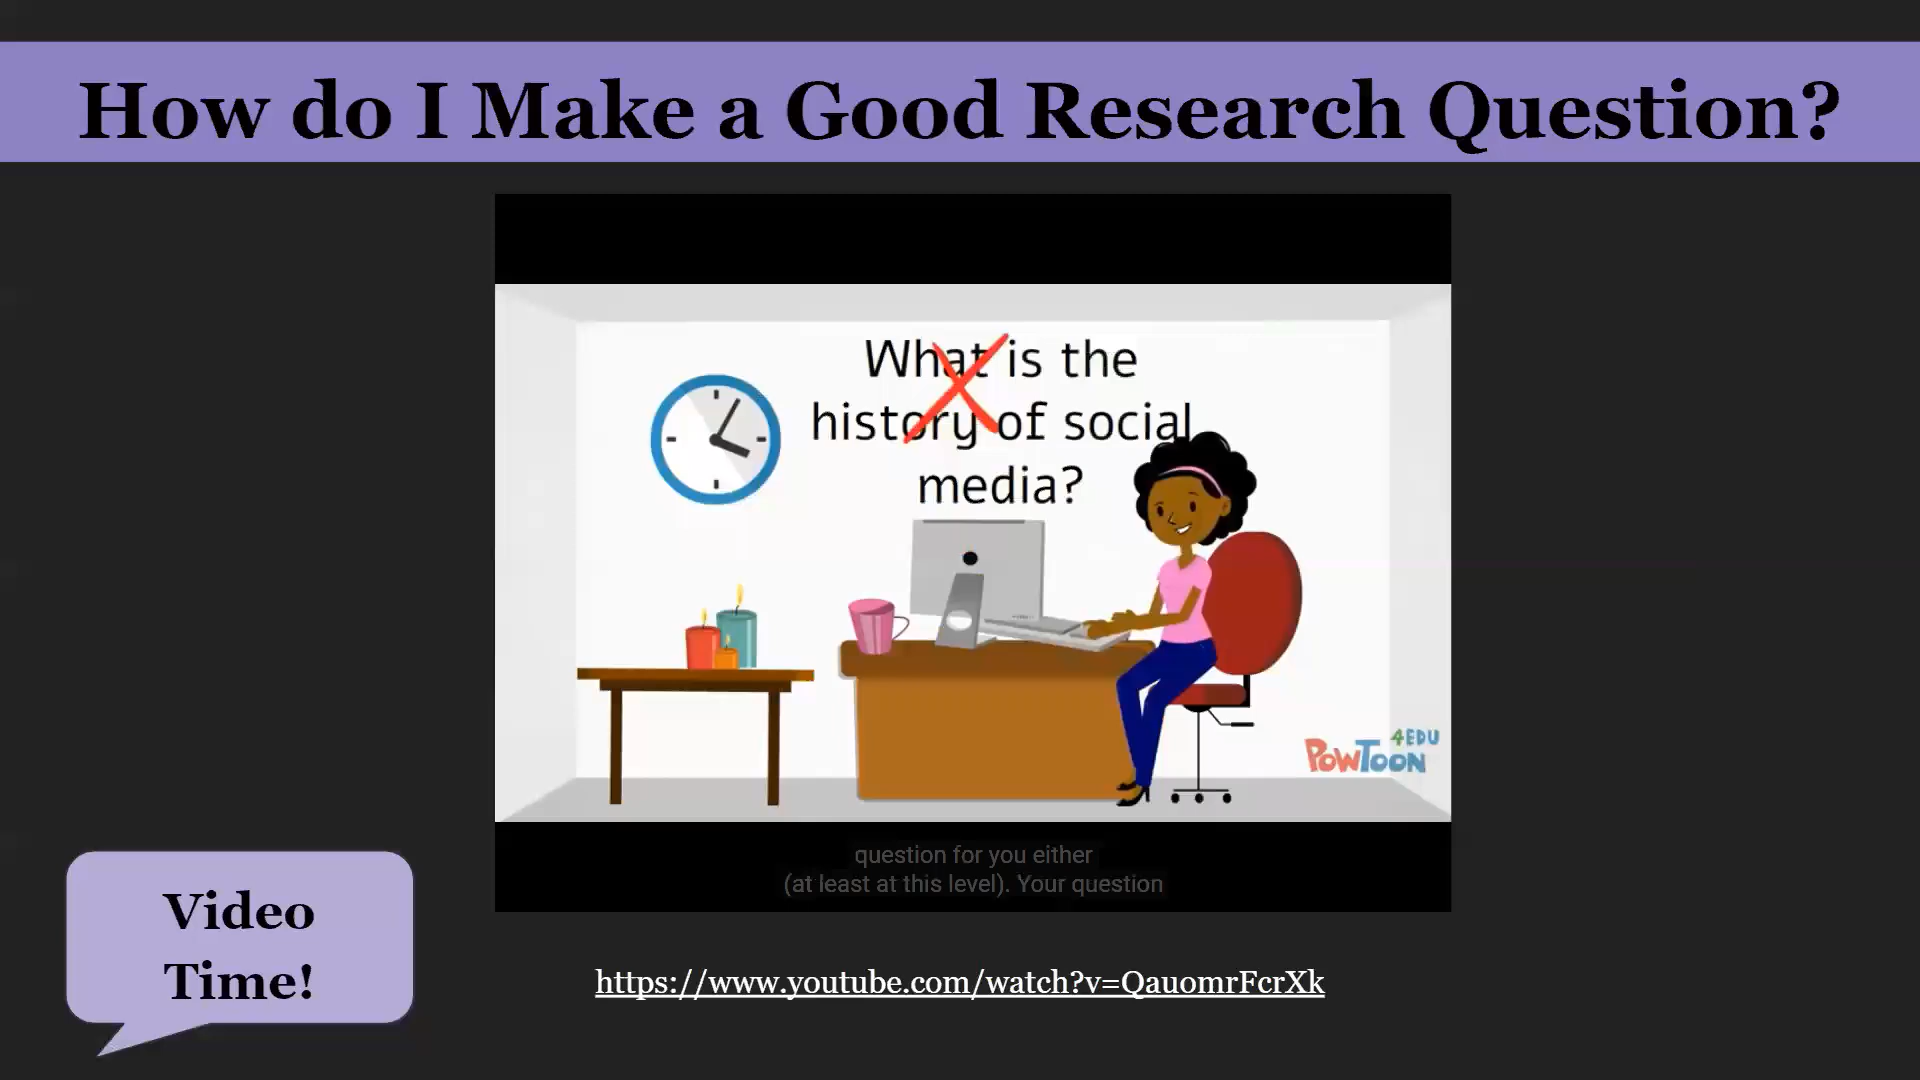 How do I Make a Good Research Question?
What is the
history of social
media?
4EDU
POWTOON
question for you either
(at least at this level). Your question
Video
Time!
https://www.youtube.com/watch?v=QauomrFcrXk